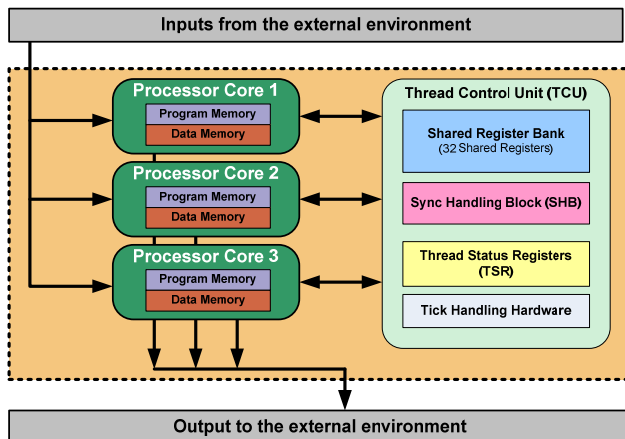 Inputs from the external environment
Processor Core 1
Program Memory
Data Memory
Processor Core 2
Program Memory
Data Memory
Processor Core 3
Program Memory
Data Memory
Thread Control Unit (TCU)
Shared Register Bank
(32 Shared Registers)
Sync Handling Block (SHB)
Thread Status Registers
(TSR)
Tick Handling Hardware
Output to the external environment